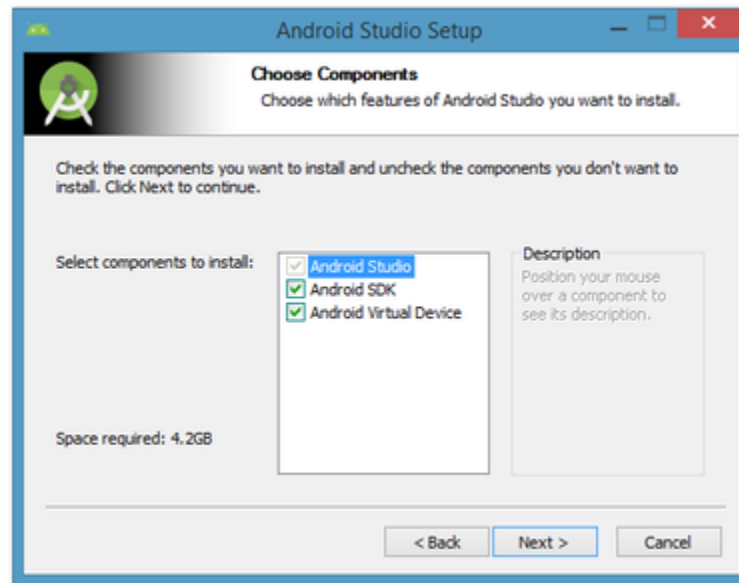 Android Studio Setup
Choose Components
Choose which features of Android Studio you want to install.
Check the components you want to install and uncheck the components you don't want to
install. Click Next to continue.
Select components to install:
Android Studio
Android SDK
Android Virtual Device
Description
Position your mouse
over a component to
see its description.
Space required: 4.2GB
< Back
Next >
Cancel